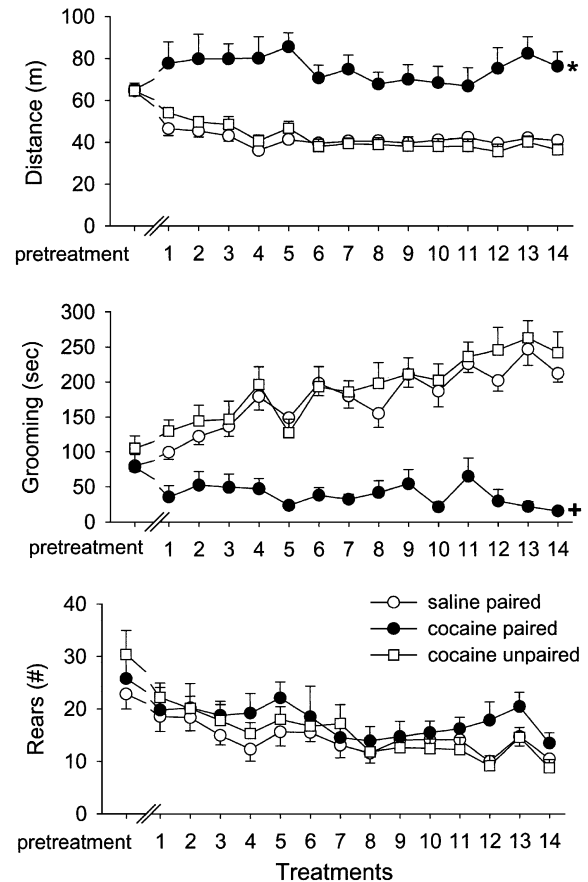 Distance (m)
100
80
60
40
20
0
*
pretreatment 1 2 3 4 5 6 7 8 9 10 11 12 13 14
Grooming (sec)
300
250
200
150
100
50
0
+
pretreatment 1 2 3 4 5 6 7 8 9 10 11 12 13 14
Rears (#)
40
30
20
10
0
saline paired
cocaine paired
cocaine unpaired
pretreatment 1 2 3 4 5 6 7 8 9 10 11 12 13 14
Treatments